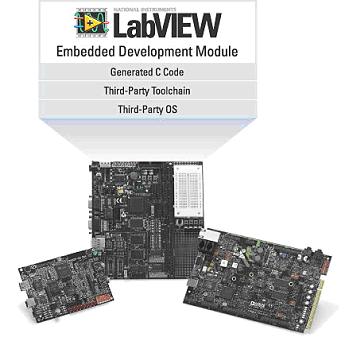 NATIONAL INSTRUMENTS
LabVIEW
Embedded Development Module
Generated C Code
Third-Party Toolchain
Third-Party OS